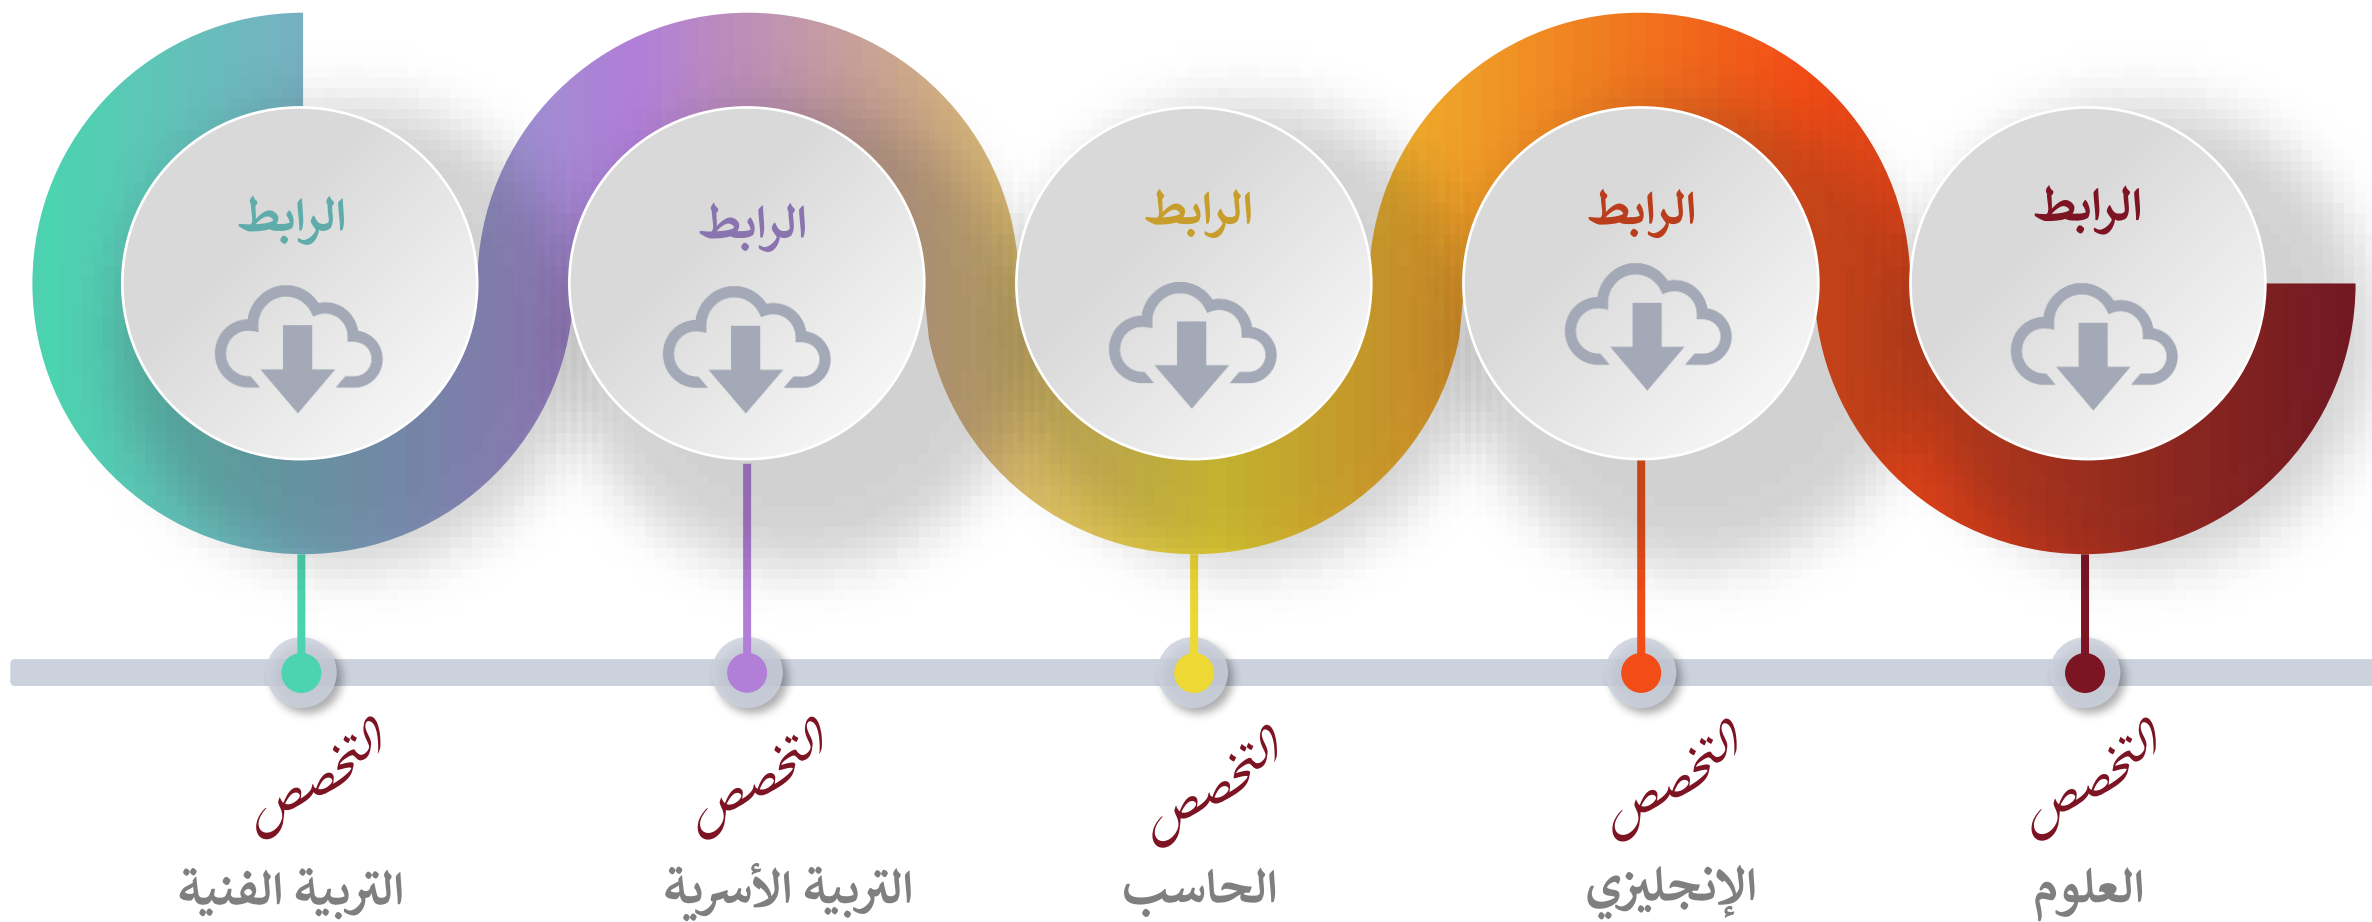 الرابط
الرابط
الرابط
الرابط
الرابط
التخصص
التخصص
التخصص
التخصص
التخصص
العلوم
الإنجليزي
الحاسب
التربية الأسرية
التربية الفنية